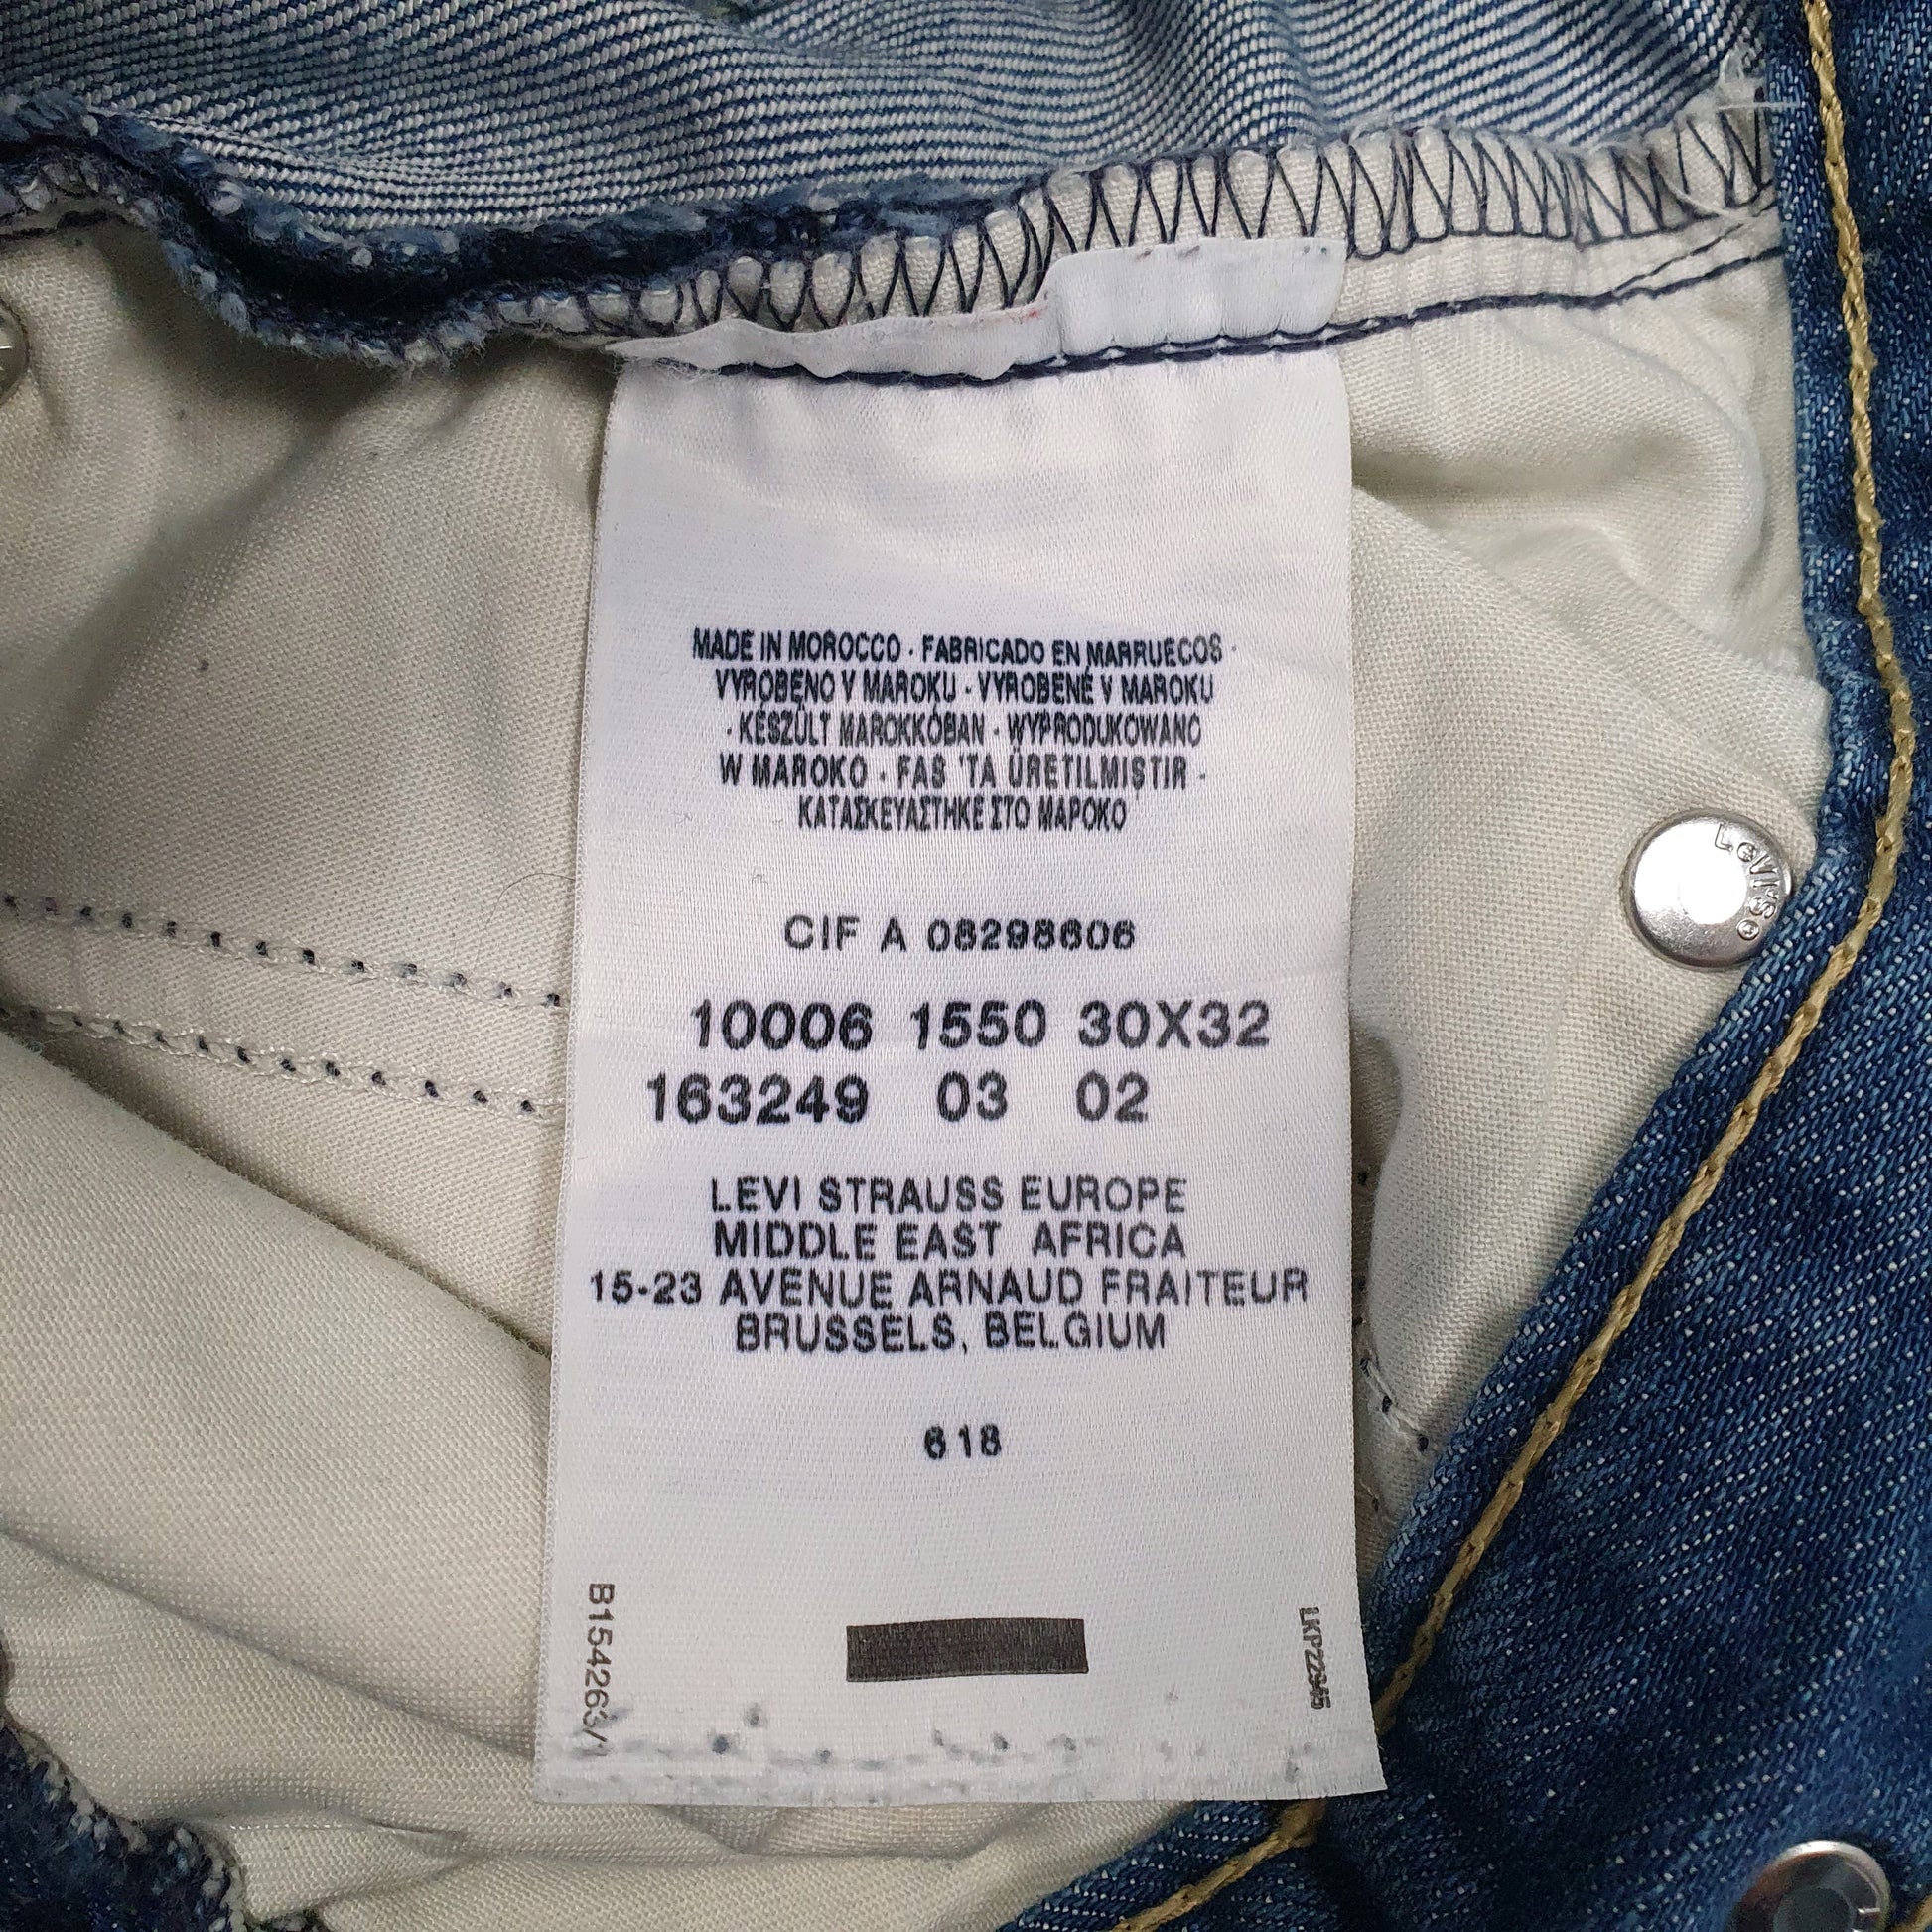 MADE IN MOROCCO · FABRICADO EN MARRUECOS ·
VYROBENO V MAROKU · VYROBENÉ V MAROKU
· KÉSZÜLT MAROKKÓBAN · WYPRODUKOWANO
W MAROKO · FAS 'TA ÜRETILMISTIR ·
ΚΑΤΑΣΚΕΥΑΣΤΗΚΕ ΣΤΟ ΜΑΡΟΚΟ
CIF A 08298606
10006 1550 30X32
163249 03 02
LEVI STRAUSS EUROPE
MIDDLE EAST AFRICA
15-23 AVENUE ARNAUD FRAITEUR
BRUSSELS, BELGIUM
618
B154263/1
LKPZ2945
Levi's